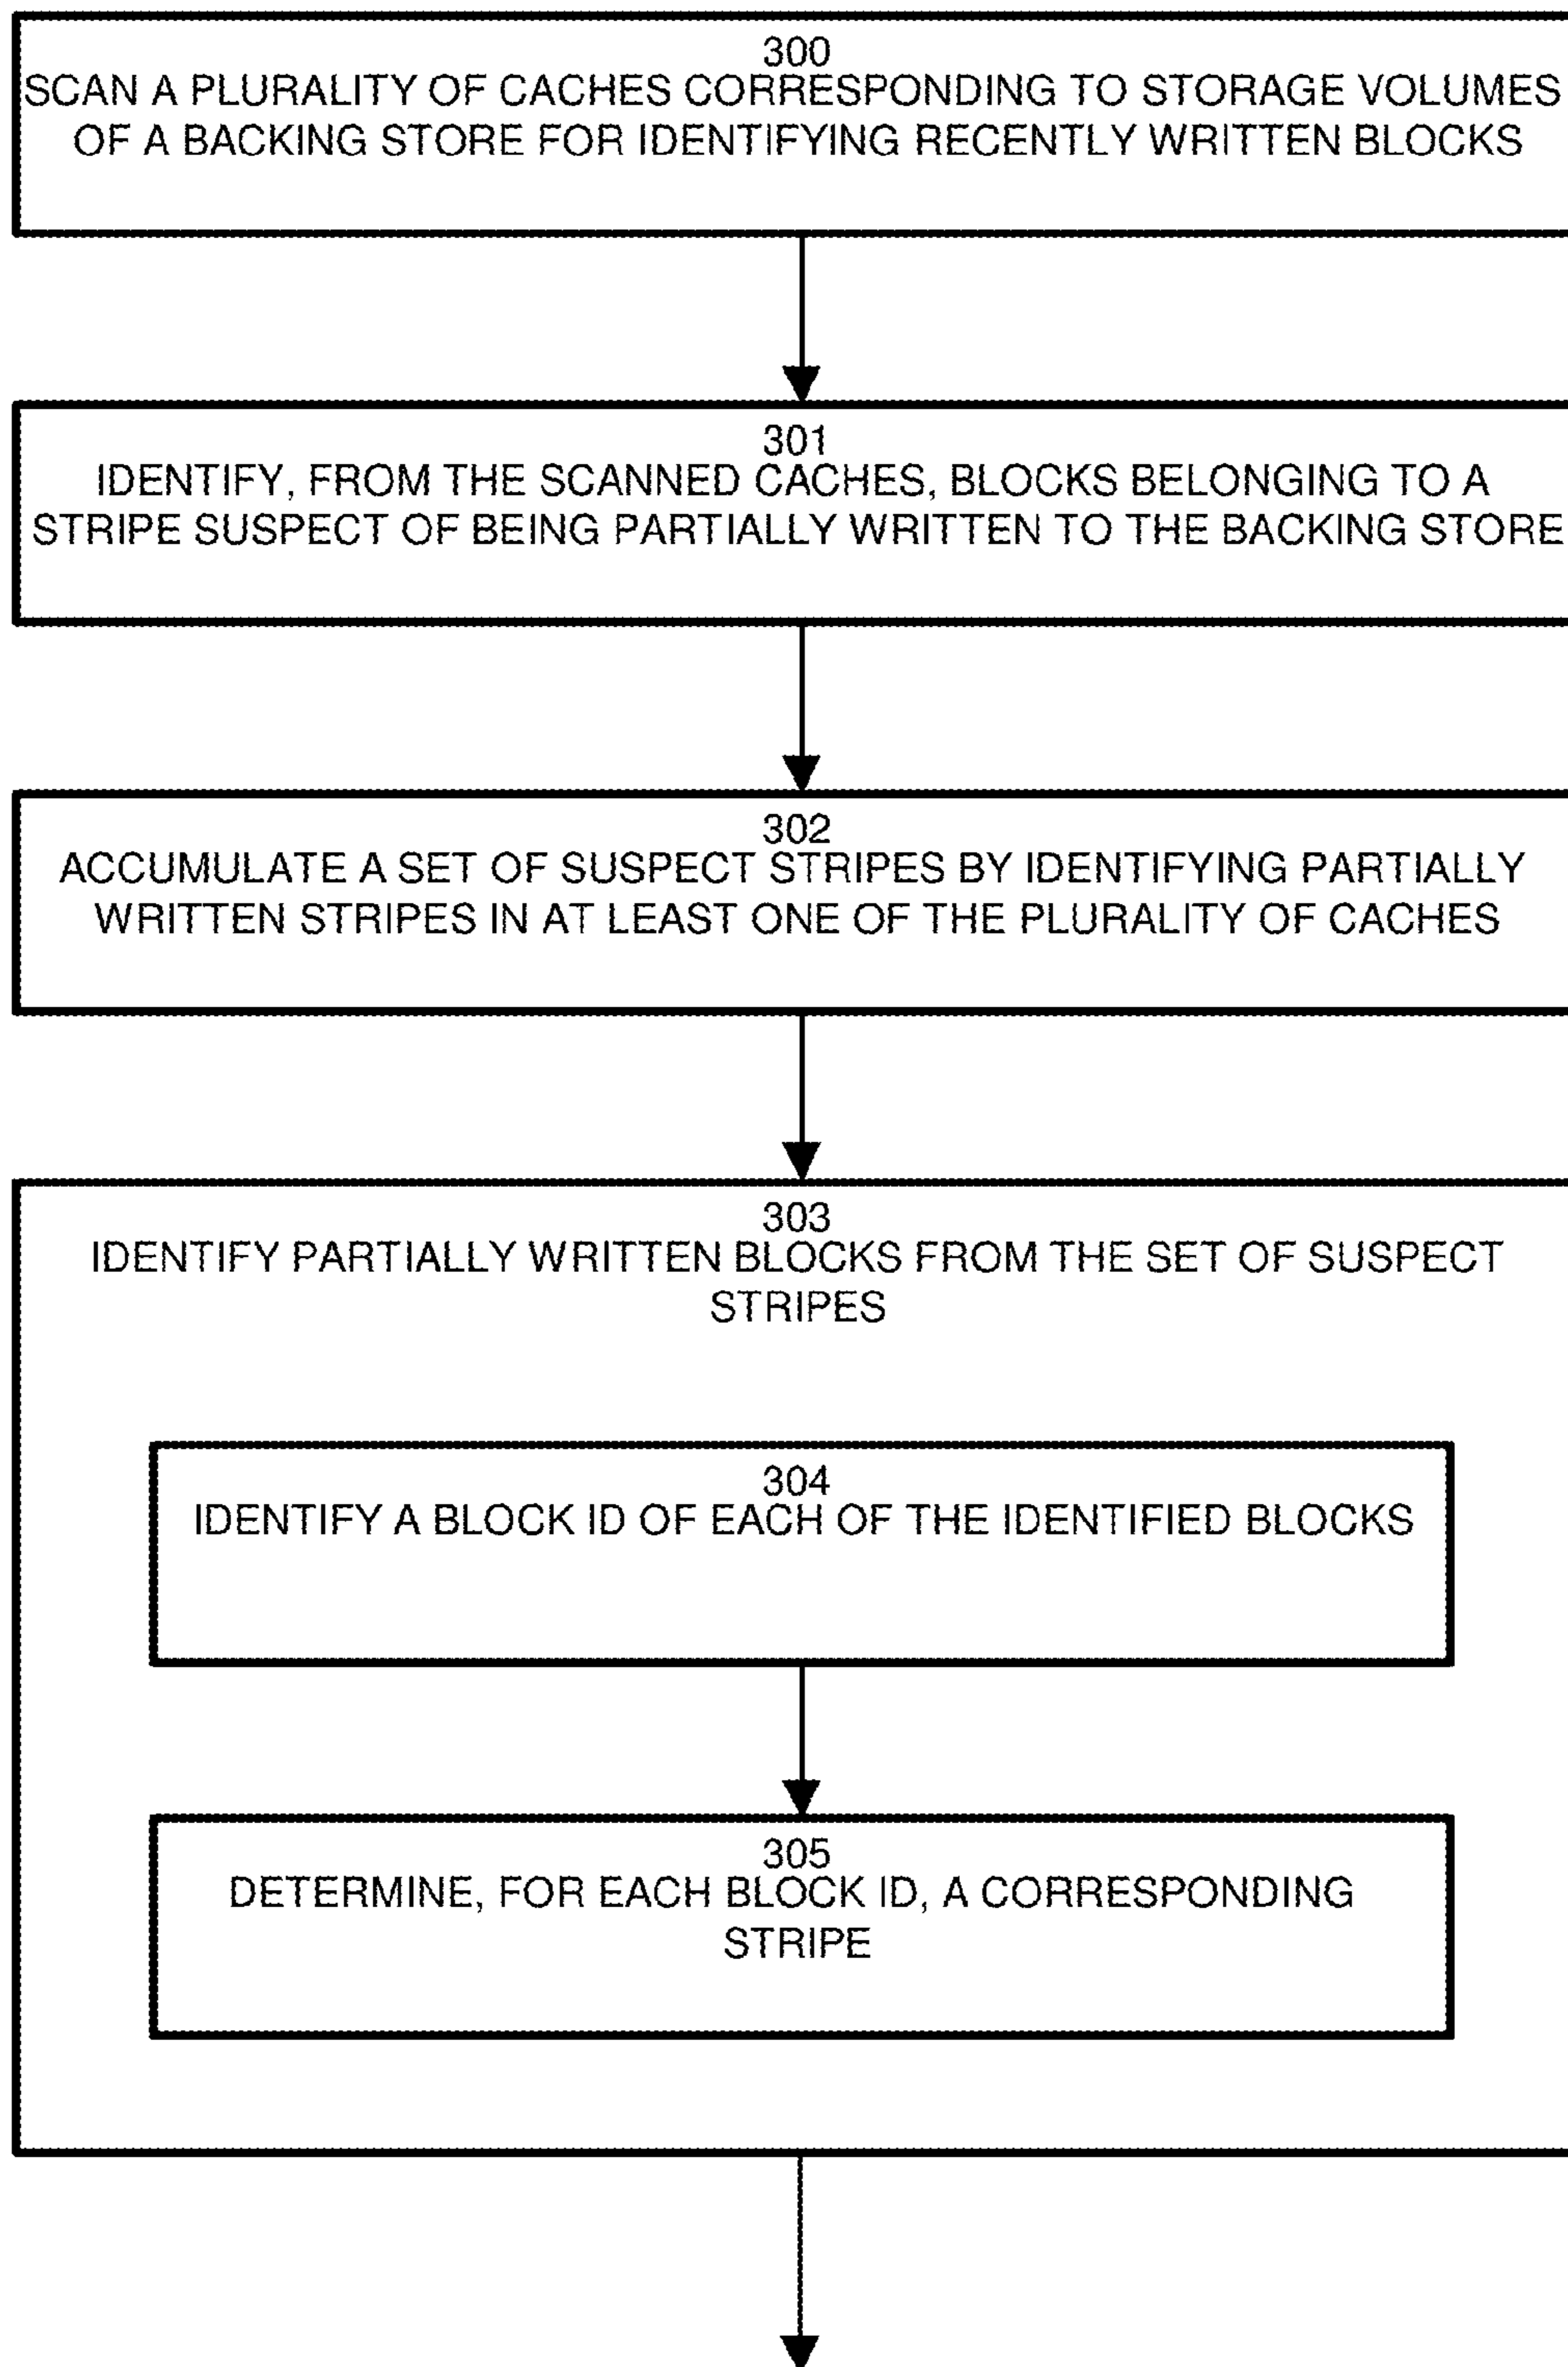 300
SCAN A PLURALITY OF CACHES CORRESPONDING TO STORAGE VOLUMES
OF A BACKING STORE FOR IDENTIFYING RECENTLY WRITTEN BLOCKS
301
IDENTIFY, FROM THE SCANNED CACHES, BLOCKS BELONGING TO A
STRIPE SUSPECT OF BEING PARTIALLY WRITTEN TO THE BACKING STORE
302
ACCUMULATE A SET OF SUSPECT STRIPES BY IDENTIFYING PARTIALLY
WRITTEN STRIPES IN AT LEAST ONE OF THE PLURALITY OF CACHES
303
IDENTIFY PARTIALLY WRITTEN BLOCKS FROM THE SET OF SUSPECT
STRIPES
304
IDENTIFY A BLOCK ID OF EACH OF THE IDENTIFIED BLOCKS
305
DETERMINE, FOR EACH BLOCK ID, A CORRESPONDING
STRIPE